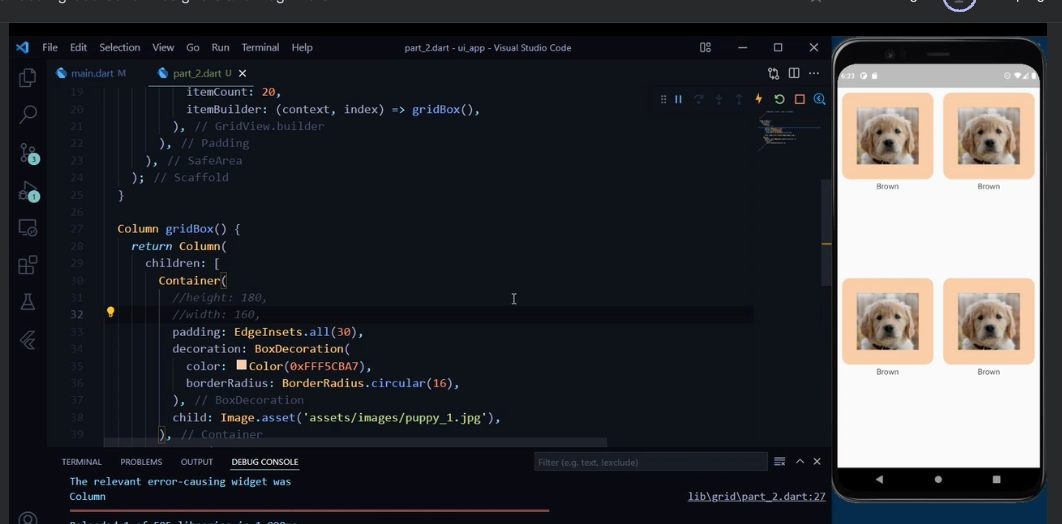 File Edit Selection View Go Run Terminal Help
part_2.dart - ui_app - Visual Studio Code
main.dart M
part_2.dart U
19 itemCount: 20,
20 itemBuilder: (context, index) => gridBox(),
21 ), // GridView.builder
22 ), // Padding
23 ), // SafeArea
24 ); // Scaffold
25 }
26
27 Column gridBox() {
28 return Column(
29 children: [
30 Container(
31 //height: 180,
32 //width: 160,
33 padding: EdgeInsets.all(30),
34 decoration: BoxDecoration(
35 color: Color(0xFFF5CBA7),
36 borderRadius: BorderRadius.circular(16),
37 ), // BoxDecoration
38 child: Image.asset('assets/images/puppy_1.jpg'),
39 ), // Container
3
1
TERMINAL PROBLEMS OUTPUT DEBUG CONSOLE
Filter (e.g. text, !exclude)
The relevant error-causing widget was
Column
lib\grid\part_2.dart:27
6:23
Brown
Brown
Brown
Brown